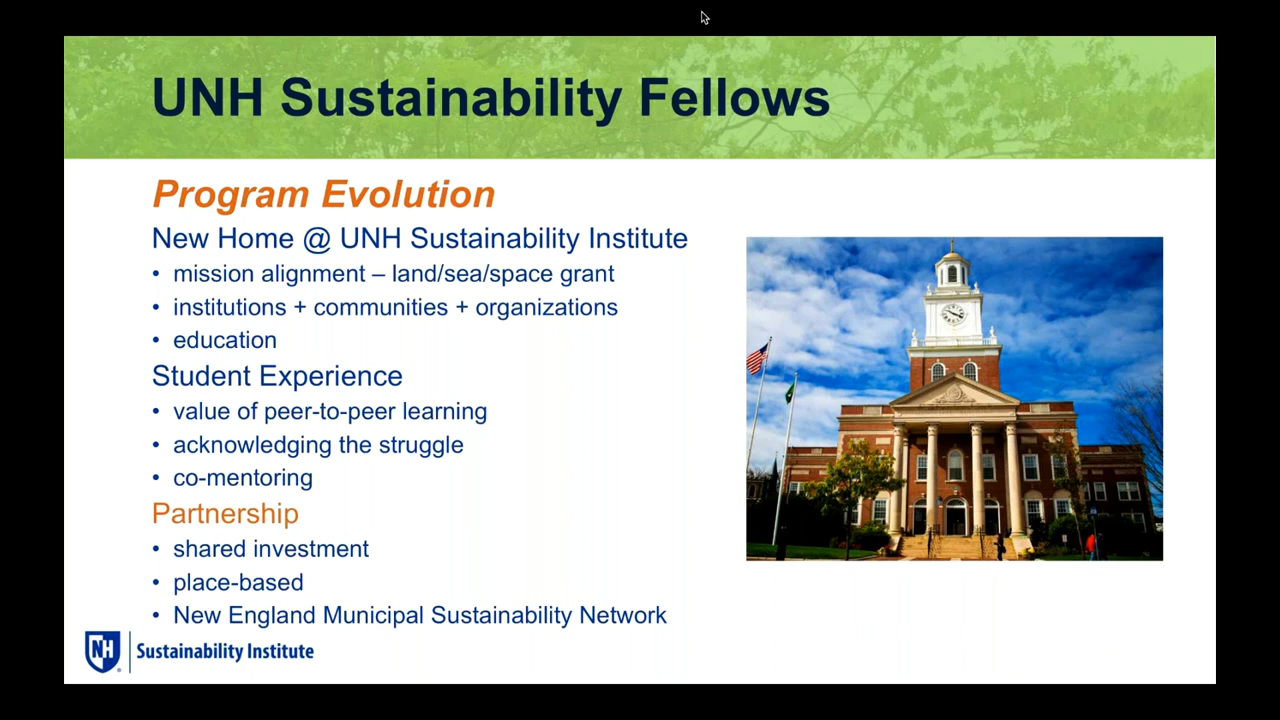 UNH Sustainability Fellows
Program Evolution
New Home @ UNH Sustainability Institute
• mission alignment – land/sea/space grant
• institutions + communities + organizations
• education
Student Experience
• value of peer-to-peer learning
• acknowledging the struggle
• co-mentoring
Partnership
• shared investment
• place-based
• New England Municipal Sustainability Network
NH Sustainability Institute